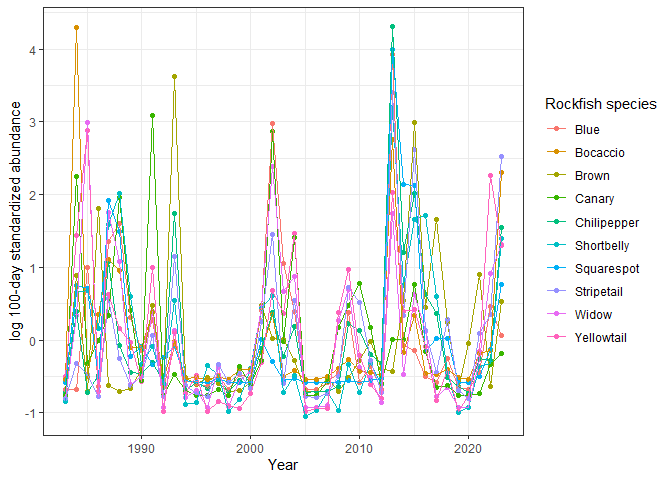 log 100-day standardized abundance
4
3
2
1
0
-1
1990
2000
2010
2020
Year
Rockfish species
Blue
Bocaccio
Brown
Canary
Chilipepper
Shortbelly
Squarespot
Stripetail
Widow
Yellowtail